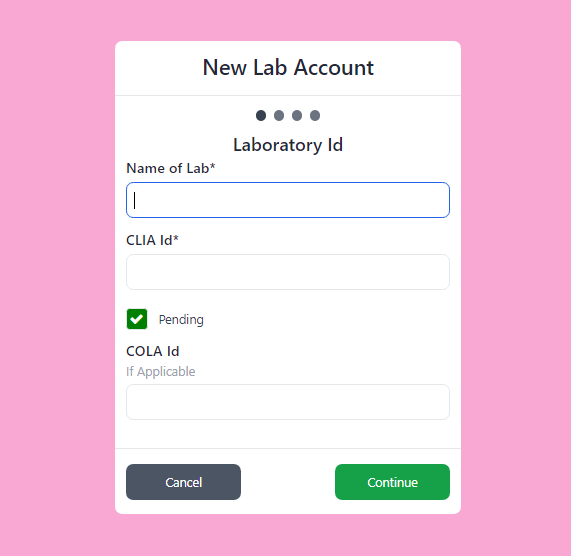 New Lab Account
Laboratory Id
Name of Lab*
CLIA Id*
Pending
COLA Id
If Applicable
Cancel
Continue